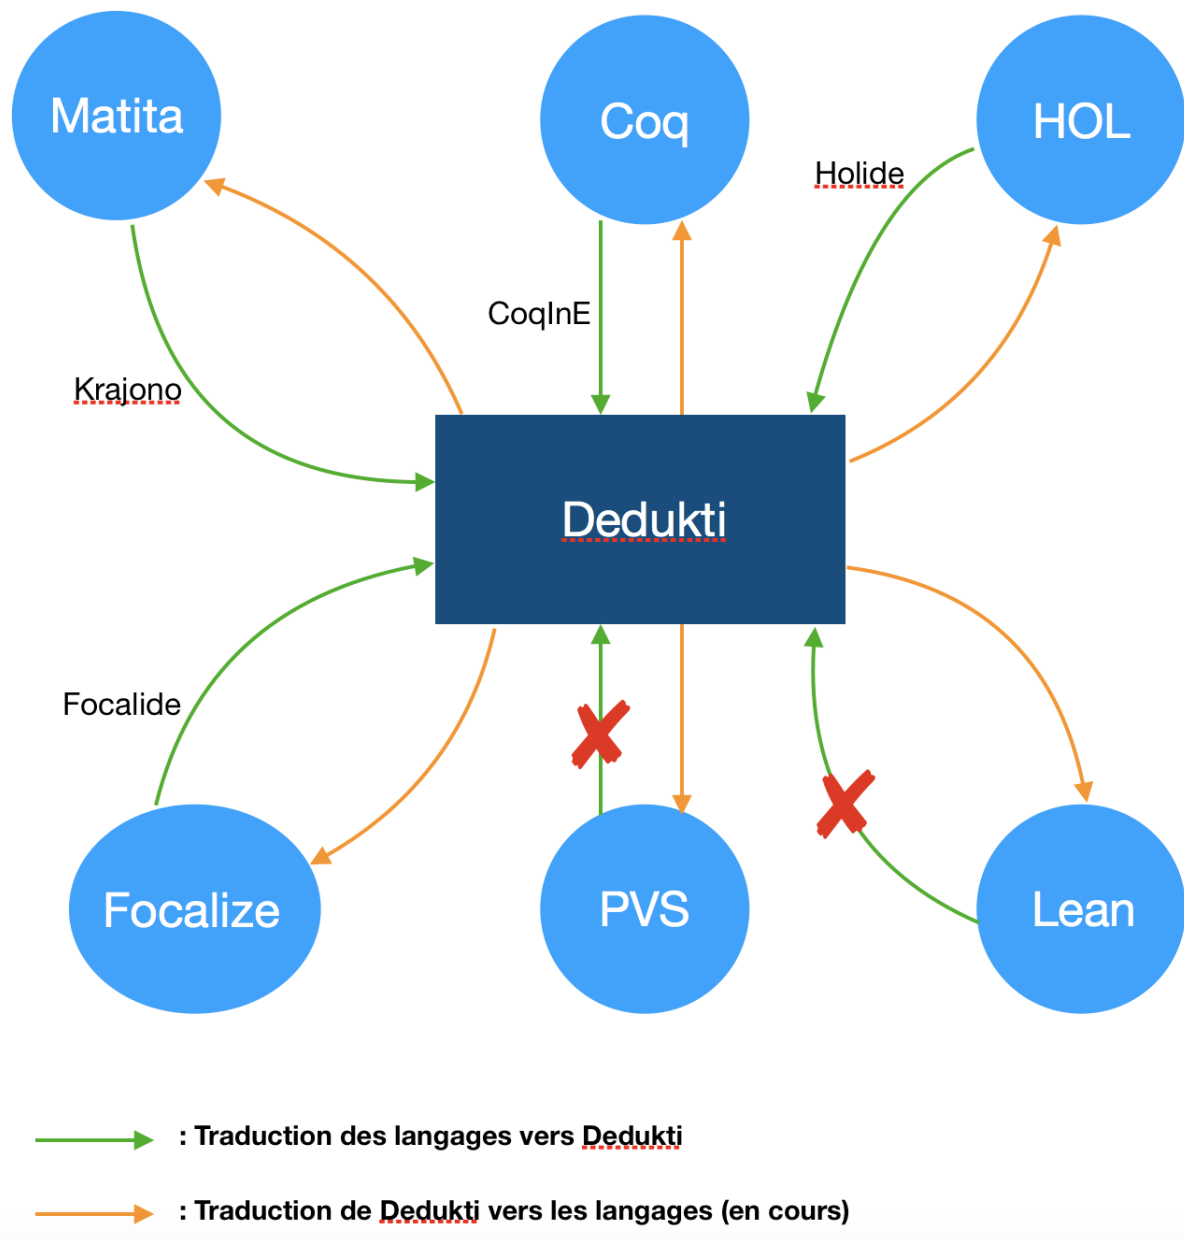 Matita
Coq
HOL
Holide
CoqInE
Krajono
Dedukti
Focalide
Focalize
PVS
Lean
: Traduction des langages vers Dedukti
: Traduction de Dedukti vers les langages (en cours)